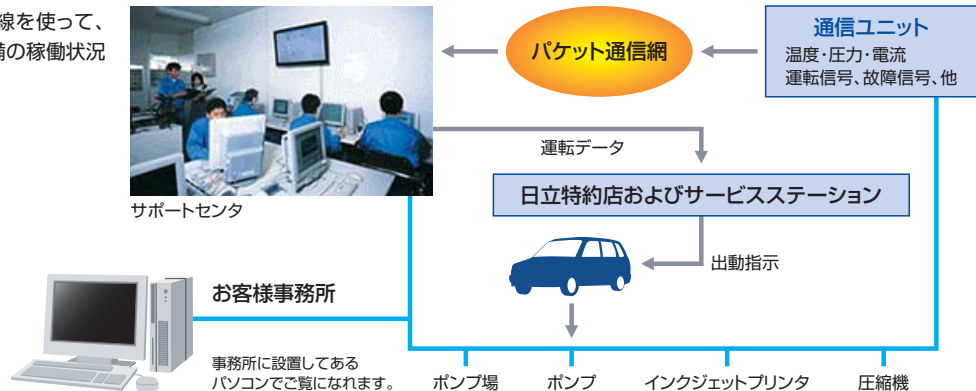 線を使って、
備の稼働状況
パケット通信網
通信ユニット
温度・圧力・電流
運転信号、故障信号、他
運転データ
サポートセンタ
日立特約店およびサービスステーション
出動指示
お客様事務所
事務所に設置してある
パソコンでご覧になれます。
ポンプ場
ポンプ
インクジェットプリンタ
圧縮機